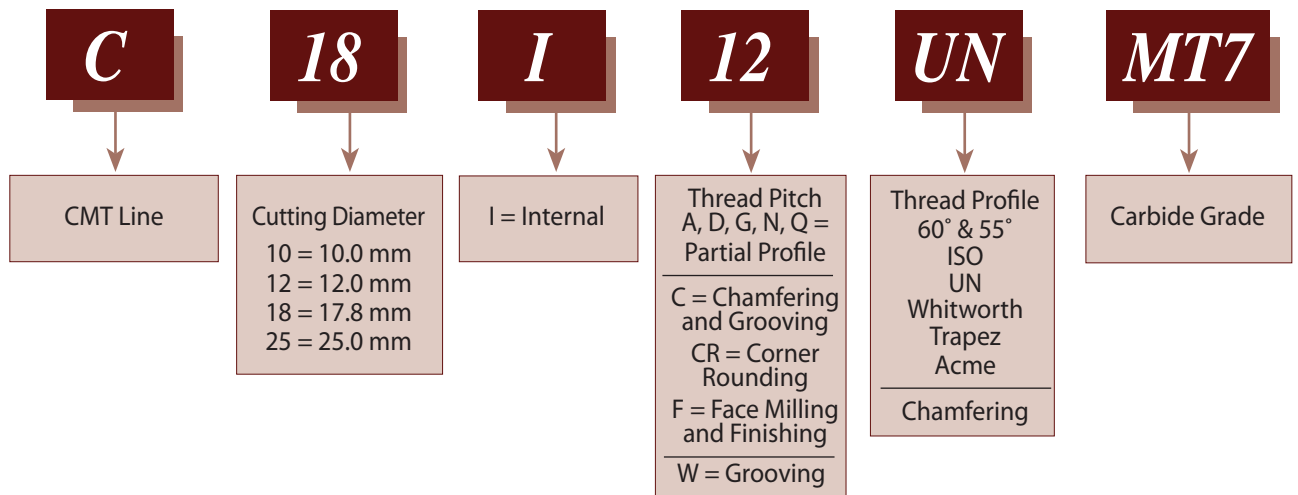 C 18 I 12 UN MT7
CMT Line
Cutting Diameter
10 = 10.0 mm
12 = 12.0 mm
18 = 17.8 mm
25 = 25.0 mm
I = Internal
Thread Pitch
A, D, G, N, Q =
Partial Profile
C = Chamfering
and Grooving
CR = Corner
Rounding
F = Face Milling
and Finishing
W = Grooving
Thread Profile
60° & 55°
ISO
UN
Whitworth
Trapez
Acme
Chamfering
Carbide Grade